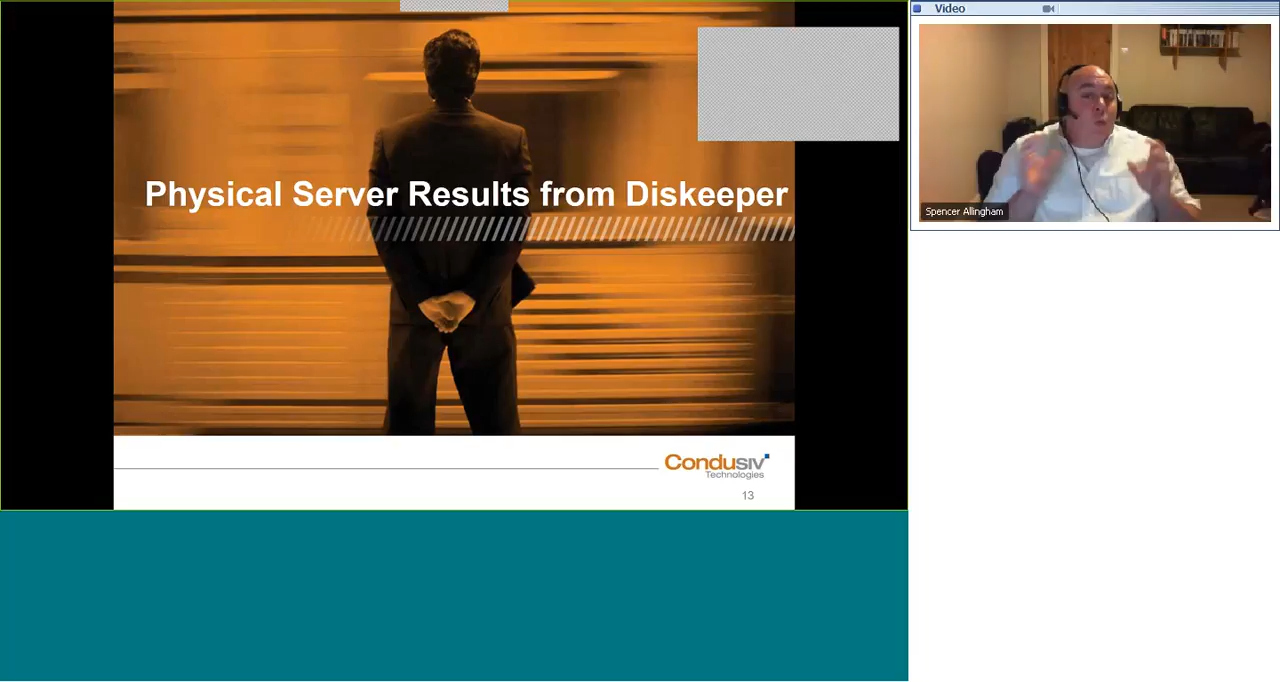 Video
Physical Server Results from Diskeeper
Spencer Allingham
Condusiv
Technologies
13